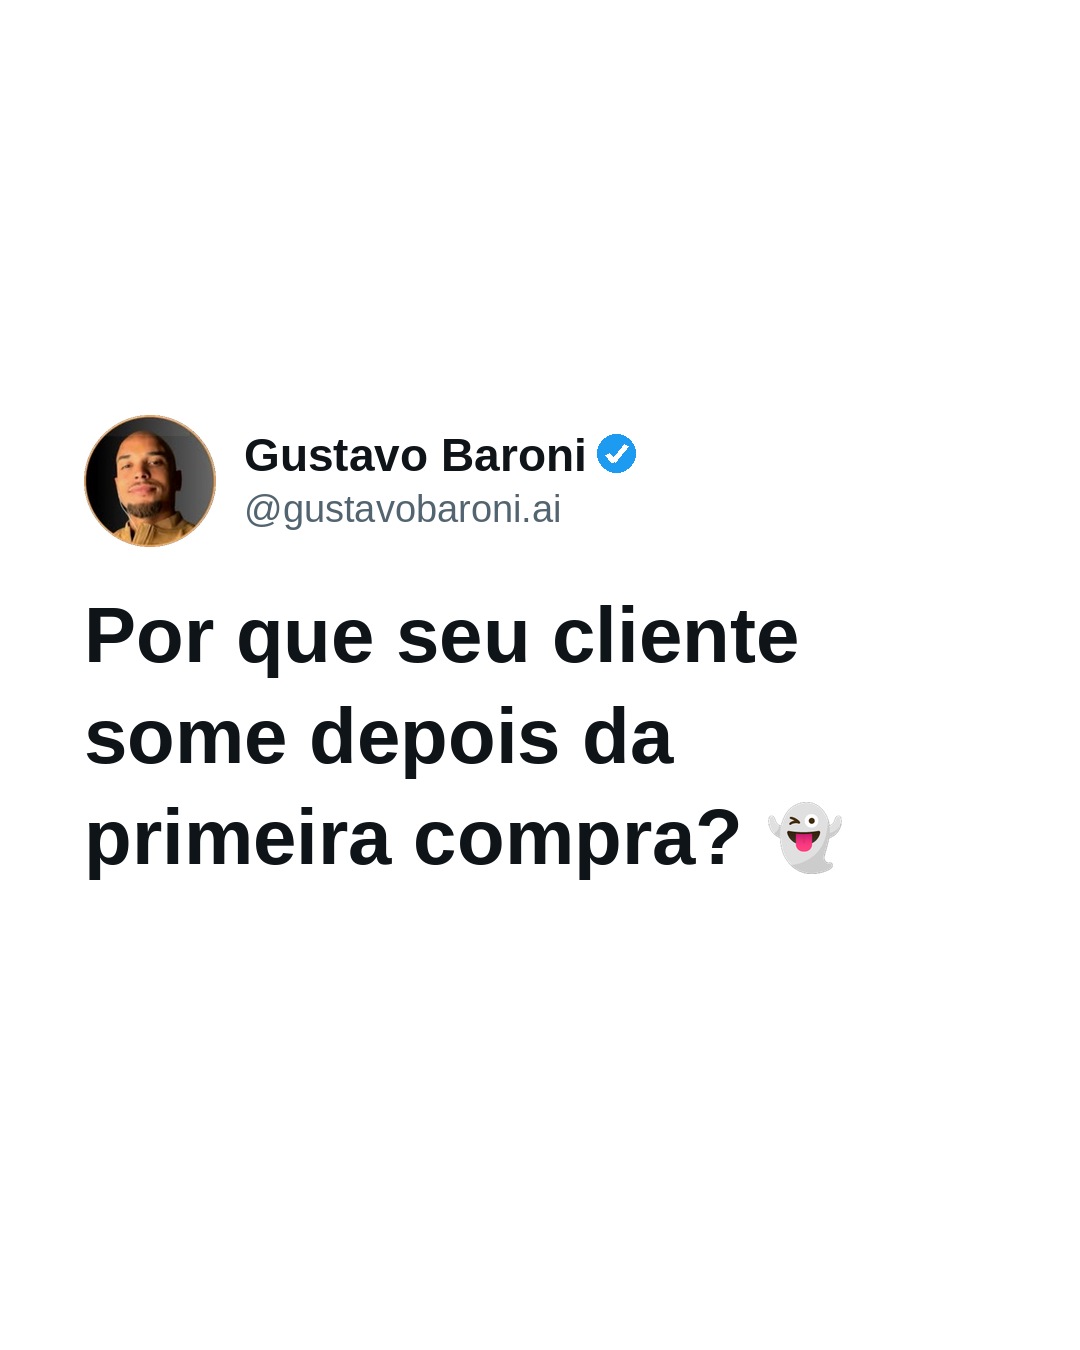 Gustavo Baroni
@gustavobaroni.ai
Por que seu cliente
some depois da
primeira compra? 👻